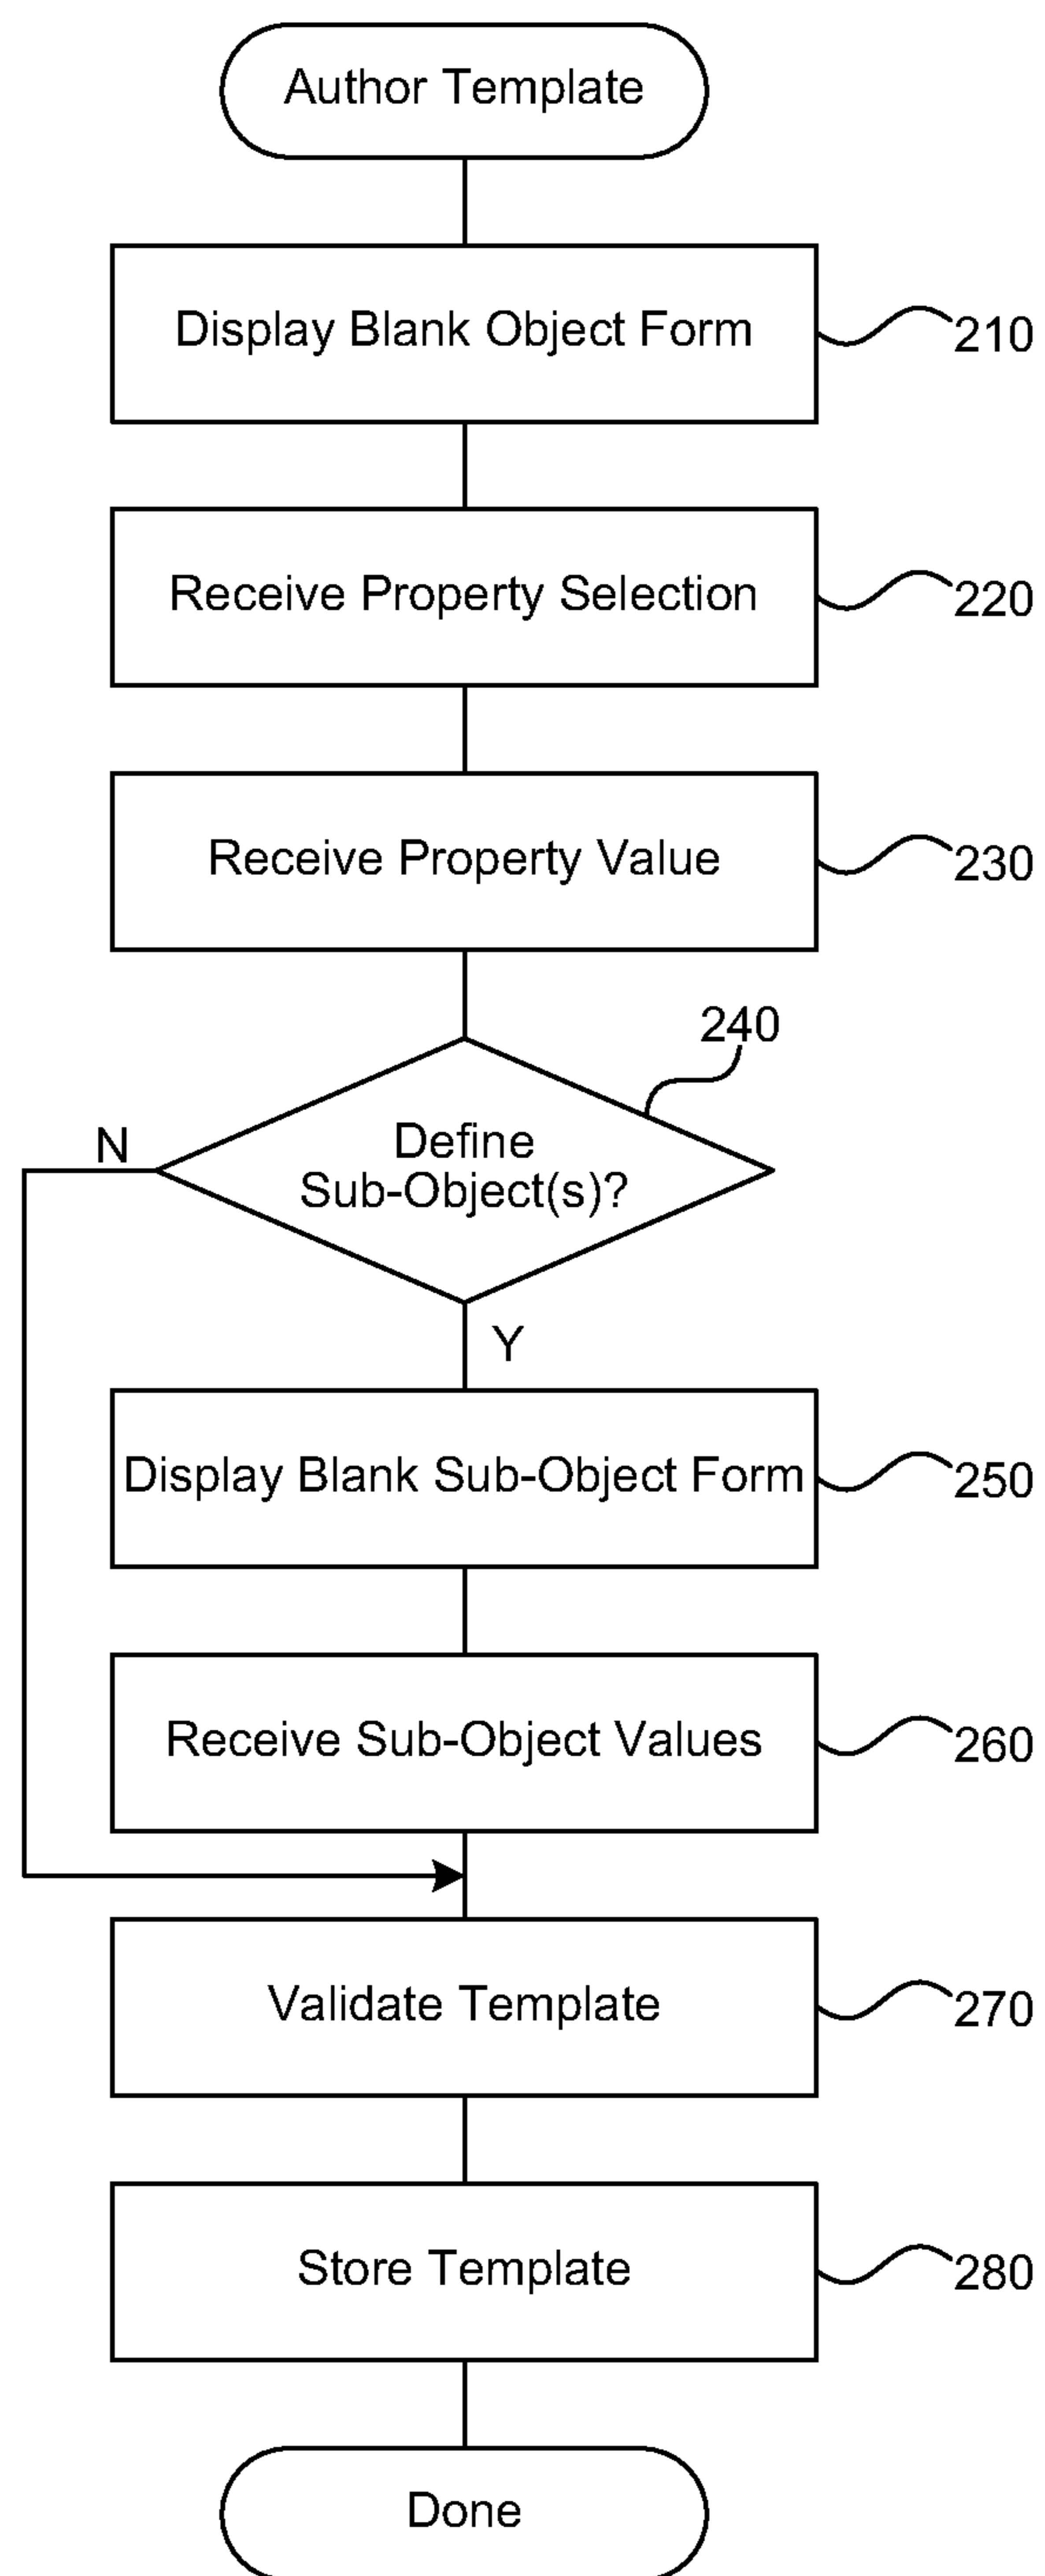 Author Template
Display Blank Object Form
210
Receive Property Selection
220
Receive Property Value
230
240
N
Define
Sub-Object(s)?
Y
Display Blank Sub-Object Form
250
Receive Sub-Object Values
260
Validate Template
270
Store Template
280
Done